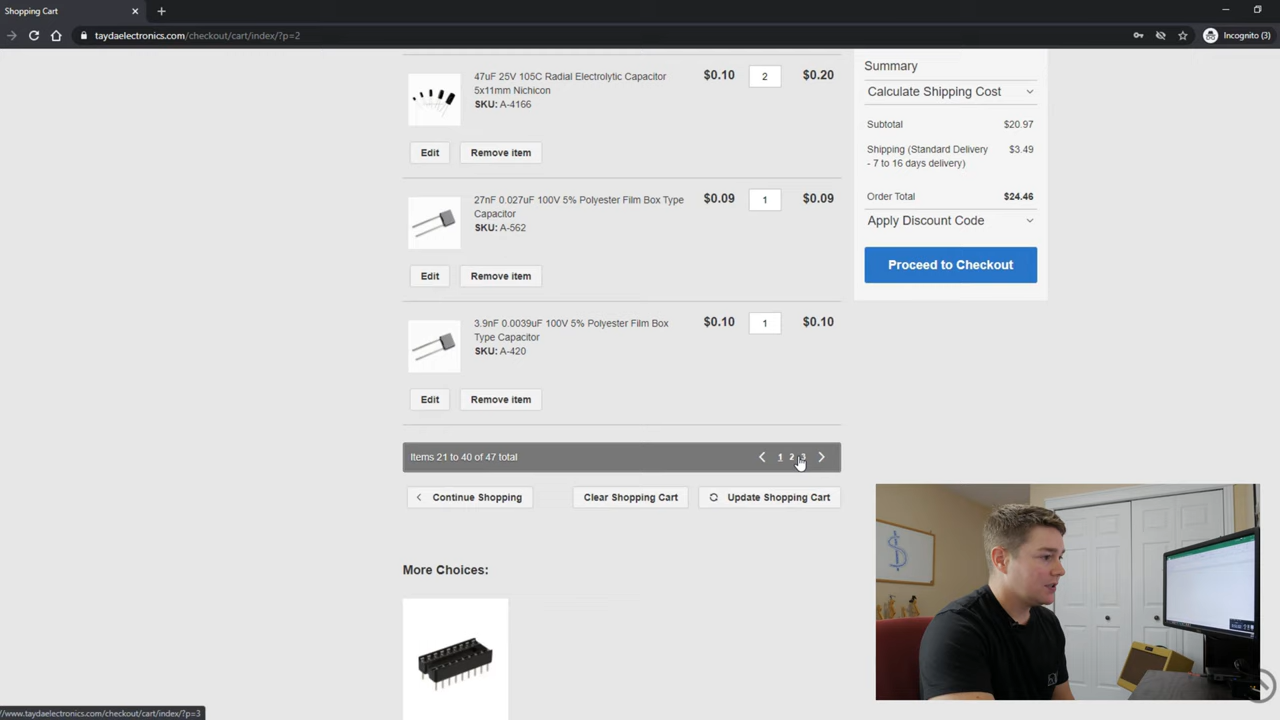 Shopping Cart
taydaelectronics.com/checkout/cart/index/?p=2
Incognito (3)
47uF 25V 105C Radial Electrolytic Capacitor
5x11mm Nichicon
SKU: A-4166
$0.10
2
$0.20
Edit
Remove item
27nF 0.027uF 100V 5% Polyester Film Box Type
Capacitor
SKU: A-562
$0.09
1
$0.09
Edit
Remove item
3.9nF 0.0039uF 100V 5% Polyester Film Box
Type Capacitor
SKU: A-420
$0.10
1
$0.10
Edit
Remove item
Items 21 to 40 of 47 total
1 2 3
Continue Shopping
Clear Shopping Cart
Update Shopping Cart
More Choices:
Summary
Calculate Shipping Cost
Subtotal
$20.97
Shipping (Standard Delivery
- 7 to 16 days delivery)
$3.49
Order Total
$24.46
Apply Discount Code
Proceed to Checkout
$
//www.taydaelectronics.com/checkout/cart/index/?p=3